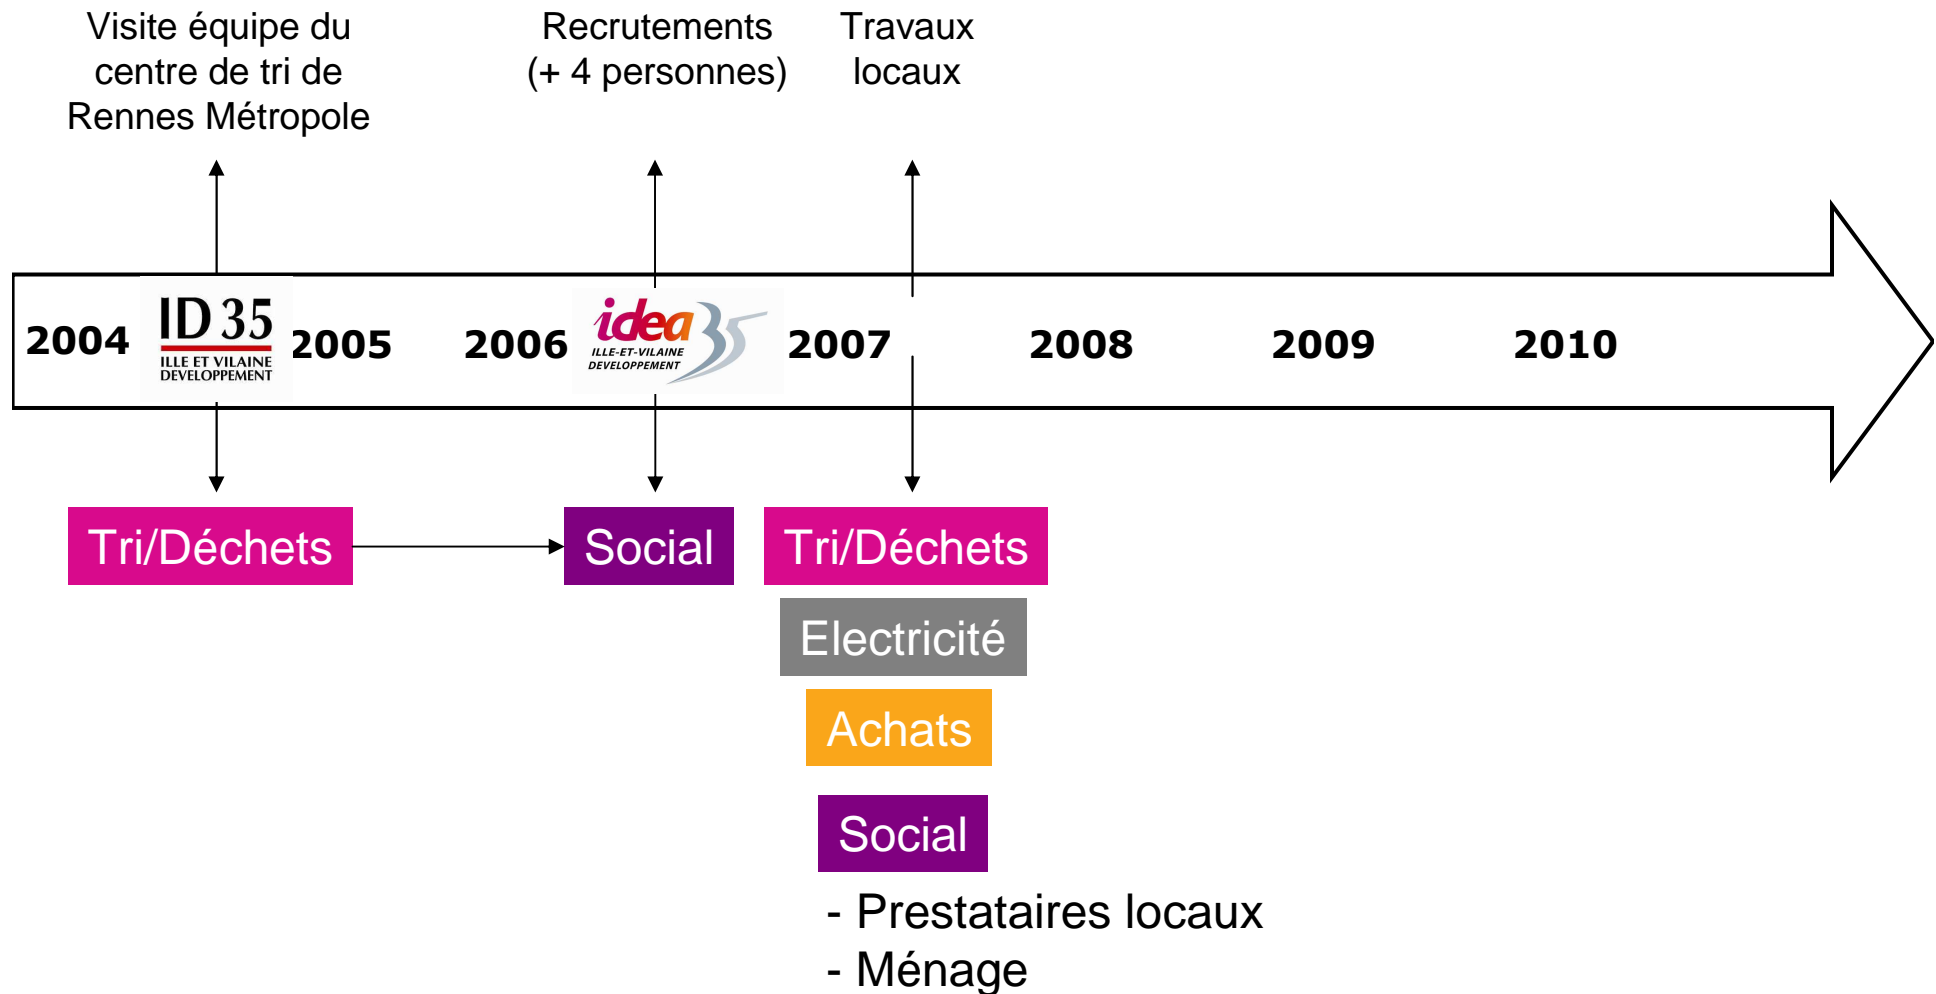 Visite équipe du
centre de tri de
Rennes Métropole
Recrutements
(+ 4 personnes)
Travaux
locaux
2004
ID 35
ILLE ET VILAINE
DEVELOPPEMENT
2005
2006
idea 35
ILLE-ET-VILAINE
DEVELOPPEMENT
2007
2008
2009
2010
Tri/Déchets
Social
Tri/Déchets
Electricité
Achats
Social
- Prestataires locaux
- Ménage